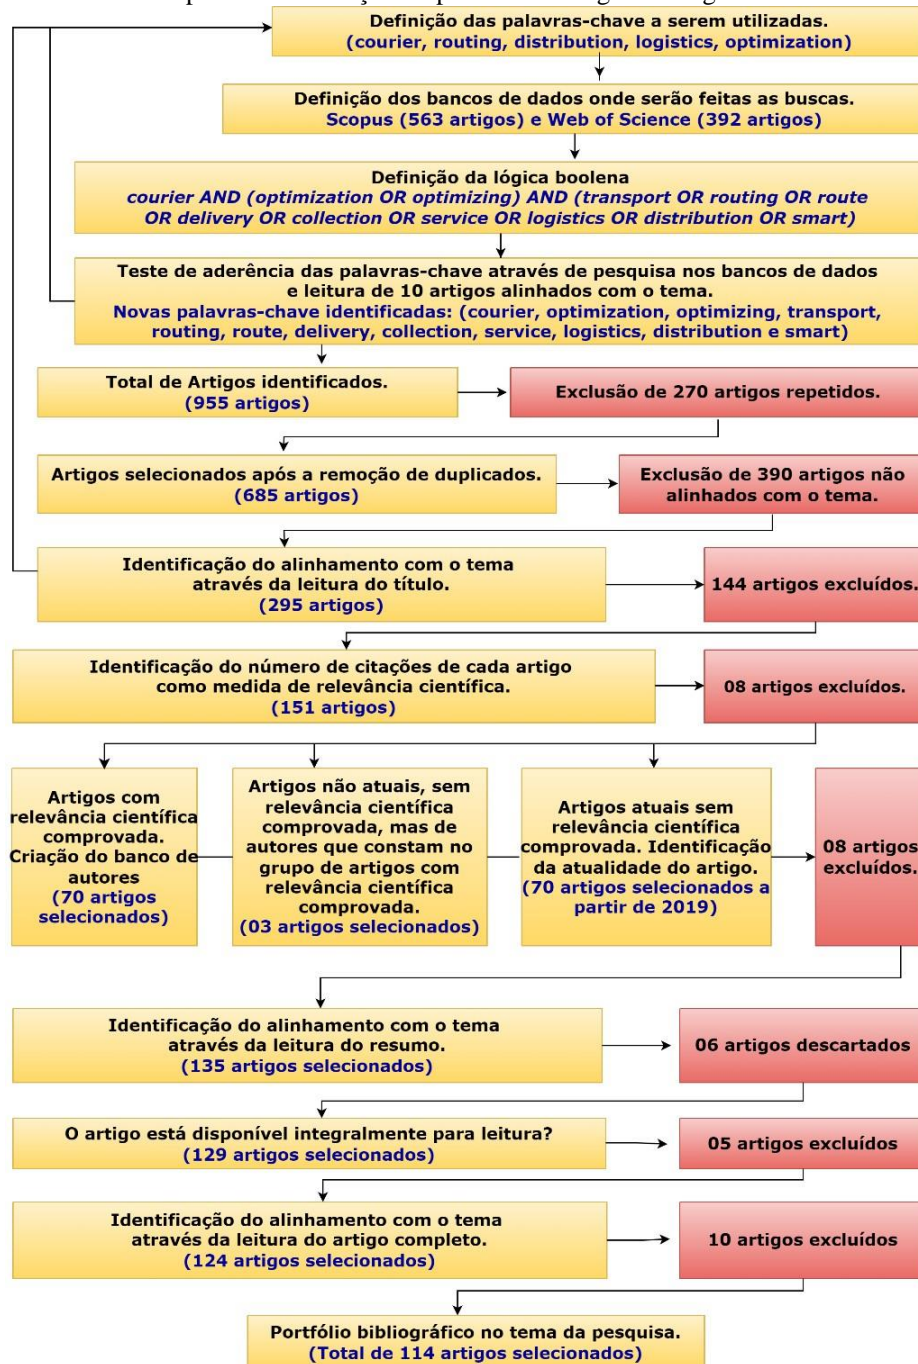 Definição das palavras-chave a serem utilizadas.
(courier, routing, distribution, logistics, optimization)
Definição dos bancos de dados onde serão feitas as buscas.
Scopus (563 artigos) e Web of Science (392 artigos)
Definição da lógica boolena
courier AND (optimization OR optimizing) AND (transport OR routing OR route
OR delivery OR collection OR service OR logistics OR distribution OR smart)
Teste de aderência das palavras-chave através de pesquisa nos bancos de dados
e leitura de 10 artigos alinhados com o tema.
Novas palavras-chave identificadas: (courier, optimization, optimizing, transport,
routing, route, delivery, collection, service, logistics, distribution e smart)
Total de Artigos identificados.
(955 artigos)
Exclusão de 270 artigos repetidos.
Artigos selecionados após a remoção de duplicados.
(685 artigos)
Exclusão de 390 artigos não
alinhados com o tema.
Identificação do alinhamento com o tema
através da leitura do título.
(295 artigos)
144 artigos excluídos.
Identificação do número de citações de cada artigo
como medida de relevância científica.
(151 artigos)
08 artigos excluídos.
Artigos com
relevância científica
comprovada.
Criação do banco de
autores
(70 artigos
selecionados)
Artigos não atuais, sem
relevância científica
comprovada, mas de
autores que constam no
grupo de artigos com
relevância científica
comprovada.
(03 artigos selecionados)
Artigos atuais sem
relevância científica
comprovada. Identificação
da atualidade do artigo.
(70 artigos selecionados a
partir de 2019)
08 artigos
excluídos.
Identificação do alinhamento com o tema
através da leitura do resumo.
(135 artigos selecionados)
06 artigos descartados
O artigo está disponível integralmente para leitura?
(129 artigos selecionados)
05 artigos excluídos
Identificação do alinhamento com o tema
através da leitura do artigo completo.
(124 artigos selecionados)
10 artigos excluídos
Portfólio bibliográfico no tema da pesquisa.
(Total de 114 artigos selecionados)